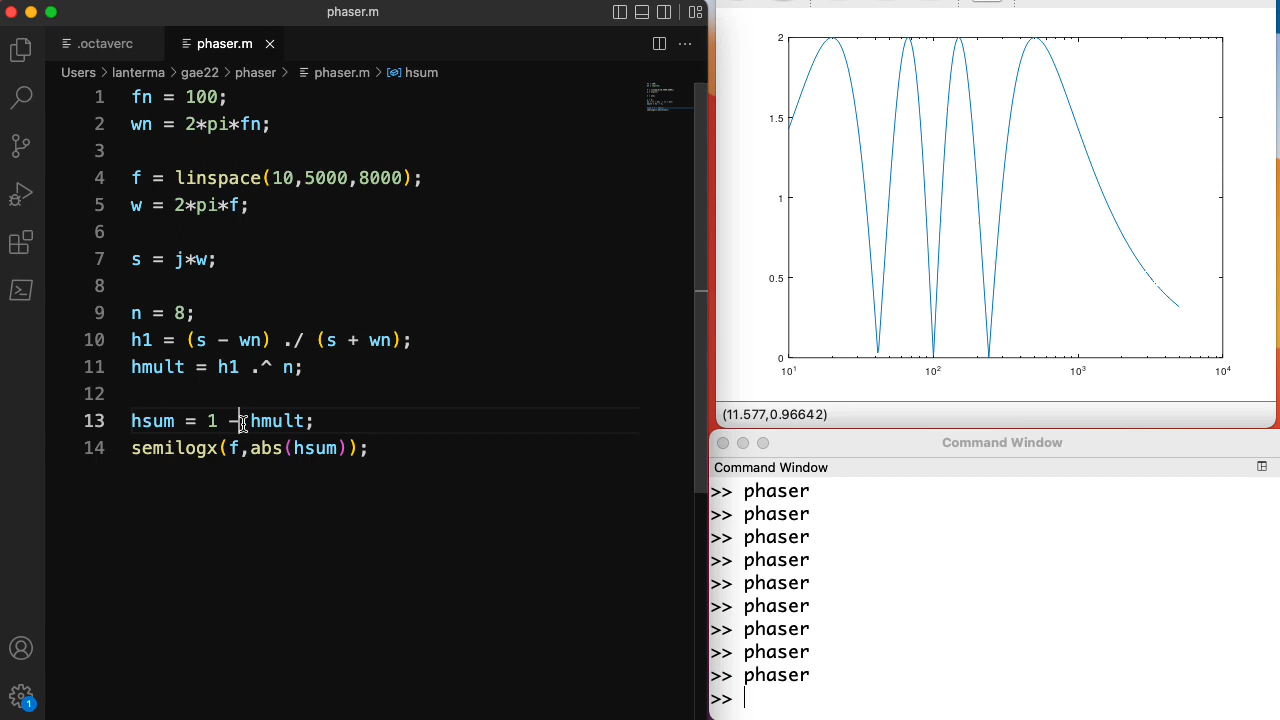 phaser.m
.octaverc
phaser.m
Users > lanterma > gae22 > phaser > phaser.m > hsum
1 fn = 100;
2 wn = 2*pi*fn;
3
4 f = linspace(10,5000,8000);
5 w = 2*pi*f;
6
7 s = j*w;
8
9 n = 8;
10 h1 = (s - wn) ./ (s + wn);
11 hmult = h1 .^ n;
12
13 hsum = 1 - hmult;
14 semilogx(f,abs(hsum));
1
2
1.5
1
0.5
0
10¹ 10² 10³ 10⁴
(11.577,0.96642)
Command Window
Command Window
>> phaser
>> phaser
>> phaser
>> phaser
>> phaser
>> phaser
>> phaser
>> phaser
>> phaser
>>